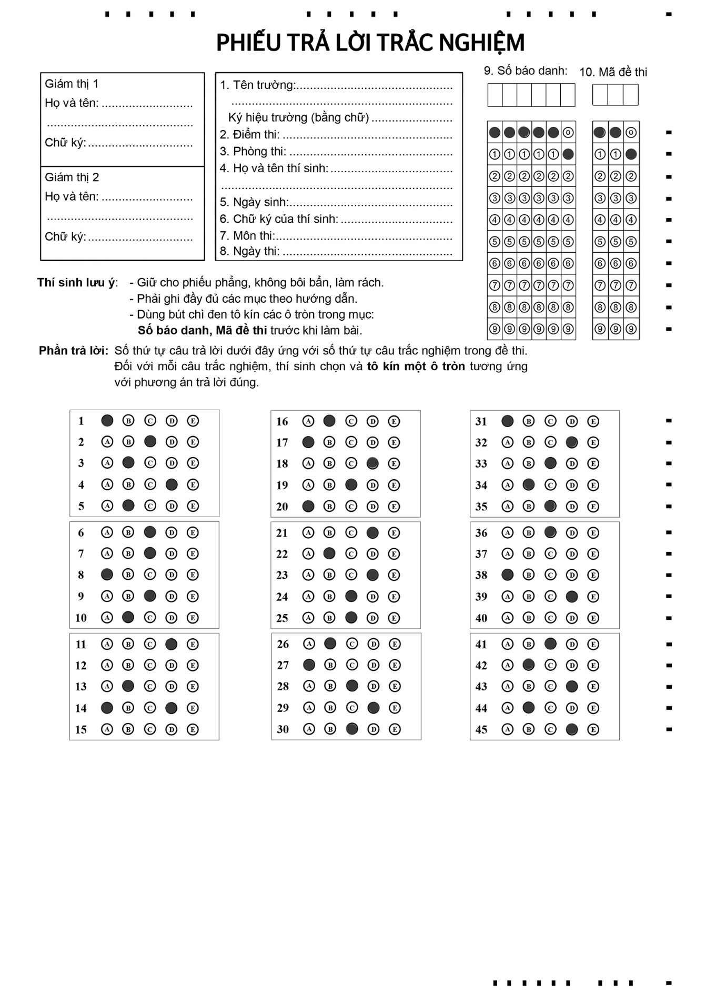 PHIẾU TRẢ LỜI TRẮC NGHIỆM
Giám thị 1
Họ và tên: ...........................
...........................................
Chữ ký:...............................
Giám thị 2
Họ và tên: ...........................
...........................................
Chữ ký:...............................
1. Tên trường:..............................................
.................................................................
Ký hiệu trường (bằng chữ) ........................
2. Điểm thi: ..................................................
3. Phòng thi: ................................................
4. Họ và tên thí sinh:....................................
....................................................................
5. Ngày sinh:................................................
6. Chữ ký của thí sinh: .................................
7. Môn thi:....................................................
8. Ngày thi: ..................................................
9. Số báo danh: 10. Mã đề thi
0 0
1 1 1 1 1 1 1
2 2 2 2 2 2 2 2 2
3 3 3 3 3 3 3 3 3
4 4 4 4 4 4 4 4 4
5 5 5 5 5 5 5 5 5
6 6 6 6 6 6 6 6 6
7 7 7 7 7 7 7 7 7
8 8 8 8 8 8 8 8 8
9 9 9 9 9 9 9 9 9
Thí sinh lưu ý: - Giữ cho phiếu phẳng, không bôi bẩn, làm rách.
- Phải ghi đầy đủ các mục theo hướng dẫn.
- Dùng bút chì đen tô kín các ô tròn trong mục:
Số báo danh, Mã đề thi trước khi làm bài.
Phần trả lời: Số thứ tự câu trả lời dưới đây ứng với số thứ tự câu trắc nghiệm trong đề thi.
Đối với mỗi câu trắc nghiệm, thí sinh chọn và tô kín một ô tròn tương ứng
với phương án trả lời đúng.
1 B C D E
2 A B D E
3 A C D E
4 A B C E
5 A C D E
6 A B D E
7 A B D E
8 B C D E
9 A B D E
10 A C D E
11 A B C E
12 A B C D E
13 A C D E
14 B C E
15 A B C D E
16 A C D E
17 B C D E
18 A B C E
19 A B D E
20 B C D E
21 A B C E
22 A C D E
23 A B C E
24 A B D E
25 A B D E
26 A C D E
27 B C D E
28 A B D E
29 A B C E
30 A B D E
31 B C D E
32 A B C E
33 A B D E
34 A C D E
35 A B D E
36 A B D E
37 A B C D E
38 B C D E
39 A B C E
40 A B C D E
41 A B D E
42 A C D E
43 A B C E
44 A C D E
45 A B C E